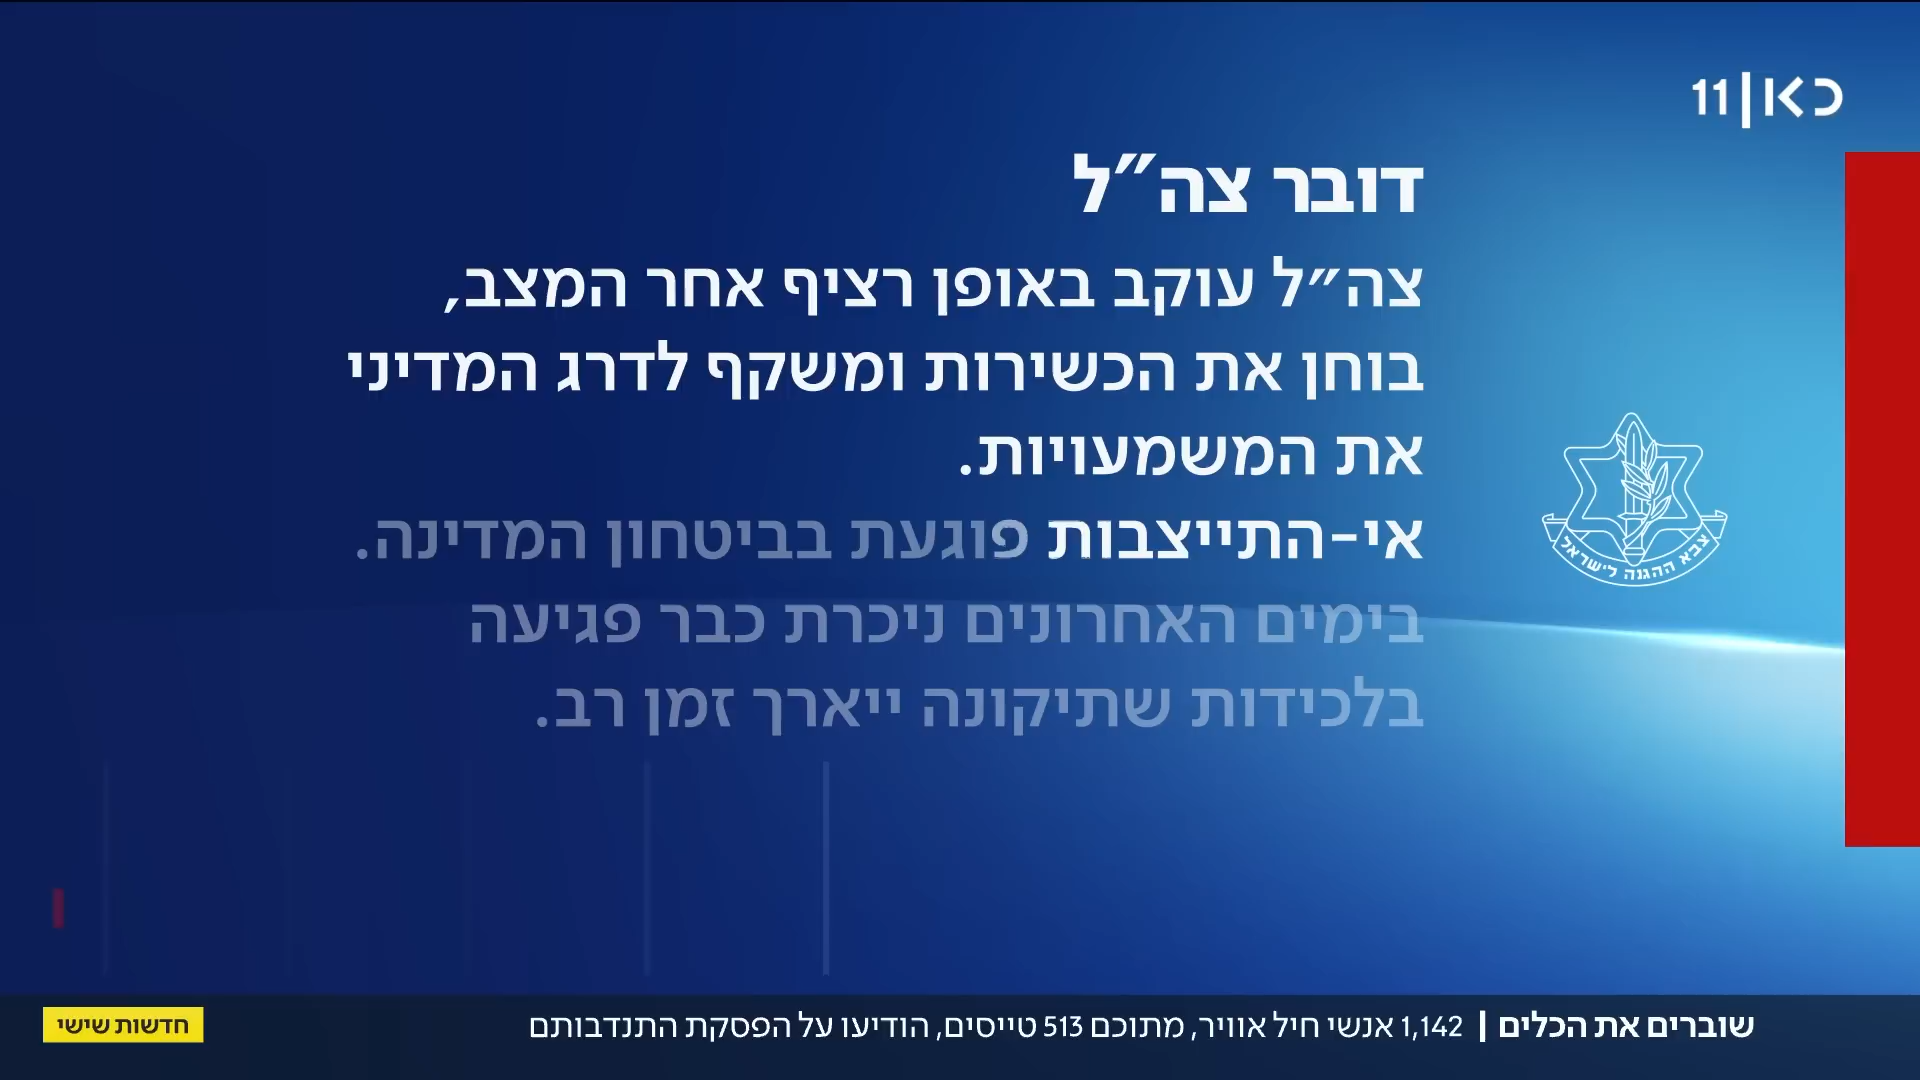 כאן | 11
דובר צה״ל
צה״ל עוקב באופן רציף אחר המצב,
בוחן את הכשירות ומשקף לדרג המדיני
את המשמעויות.
אי-התייצבות פוגעת בביטחון המדינה.
בימים האחרונים ניכרת כבר פגיעה
בלכידות שתיקונה ייארך זמן רב.
צבא ההגנה לישראל
שוברים את הכלים | 1,142 אנשי חיל אוויר, מתוכם 513 טייסים, הודיעו על הפסקת התנדבותם
חדשות שישי